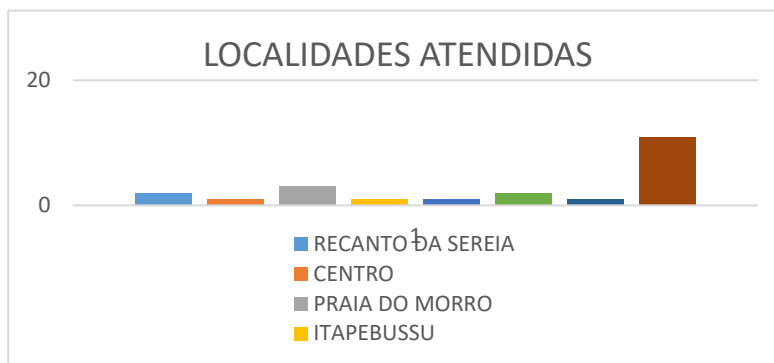 LOCALIDADES ATENDIDAS
20
0
1
RECANTO DA SEREIA
CENTRO
PRAIA DO MORRO
ITAPEBUSSU